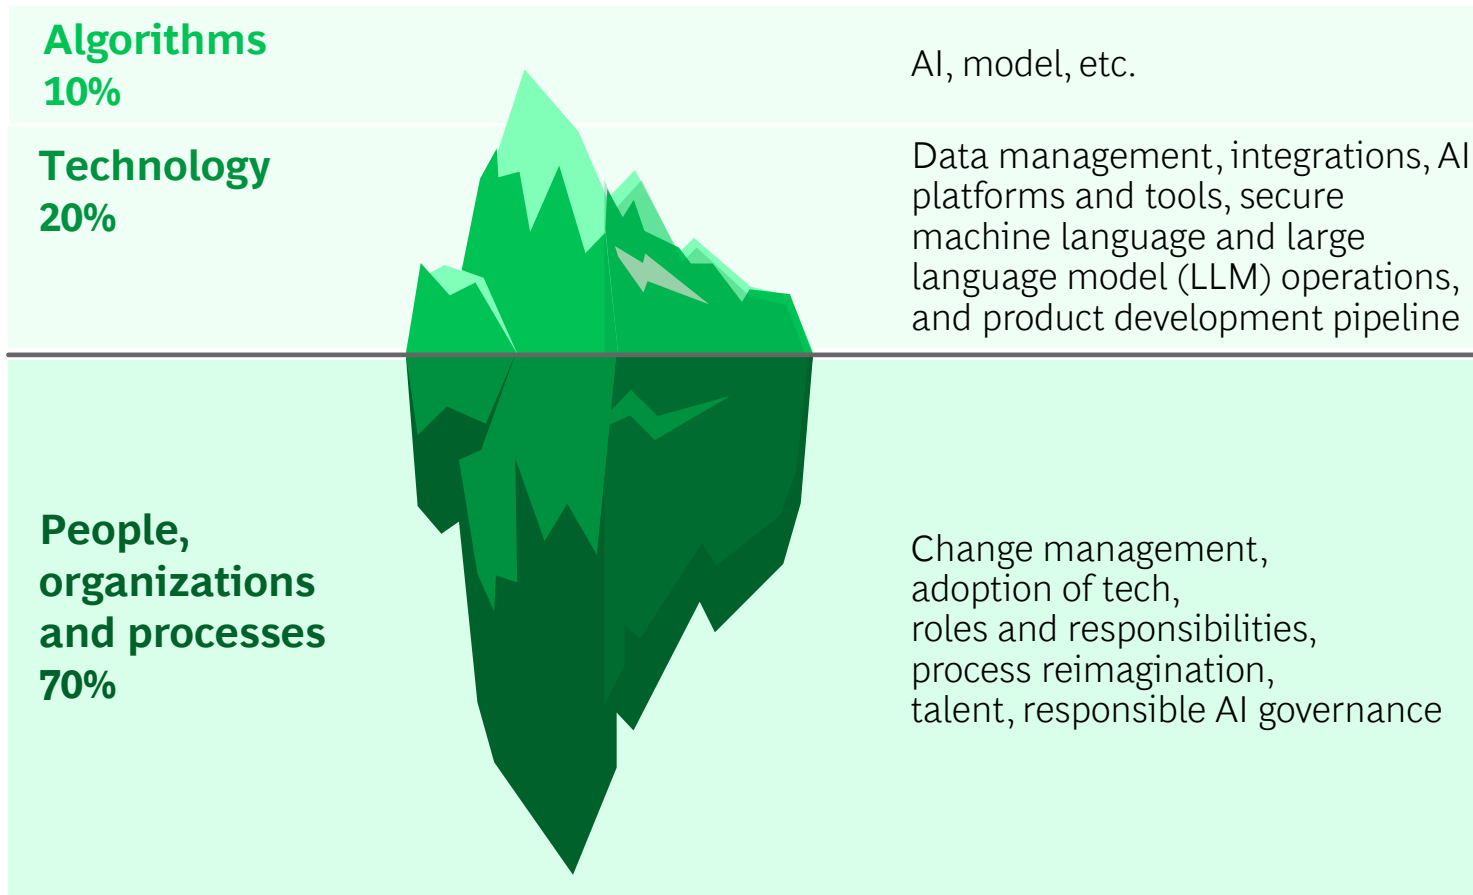 Algorithms
10%
AI, model, etc.
Technology
20%
Data management, integrations, AI
platforms and tools, secure
machine language and large
language model (LLM) operations,
and product development pipeline
People,
organizations
and processes
70%
Change management,
adoption of tech,
roles and responsibilities,
process reimagination,
talent, responsible AI governance